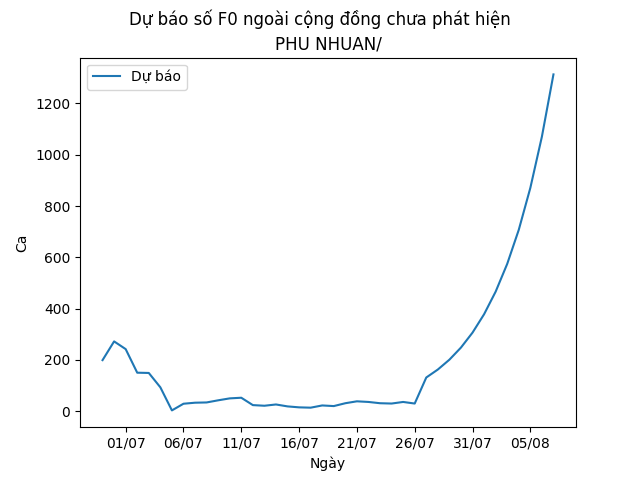 Dự báo số F0 ngoài cộng đồng chưa phát hiện
PHU NHUAN/
Dự báo
1200
1000
800
600
400
200
0
Ca
01/07 06/07 11/07 16/07 21/07 26/07 31/07 05/08
Ngày